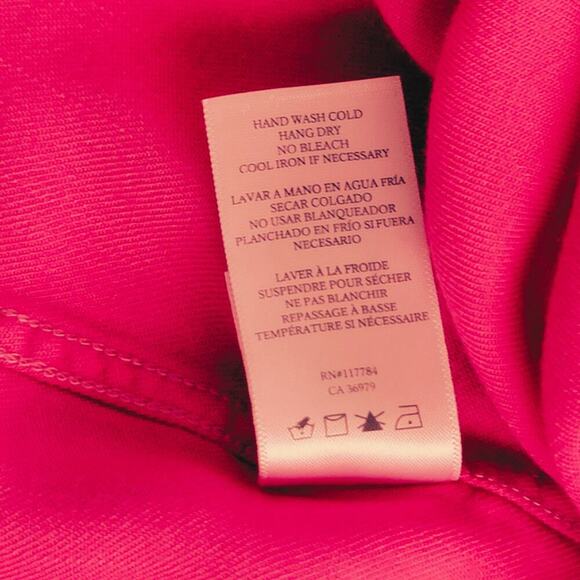 HAND WASH COLD
HANG DRY
NO BLEACH
COOL IRON IF NECESSARY
LAVAR A MANO EN AGUA FRÍA
SECAR COLGADO
NO USAR BLANQUEADOR
PLANCHADO EN FRÍO SI FUERA
NECESARIO
LAVER À LA FROIDE
SUSPENDRE POUR SÉCHER
NE PAS BLANCHIR
REPASSAGE À BASSE
TEMPÉRATURE SI NÉCESSAIRE
RN#117784
CA 36979